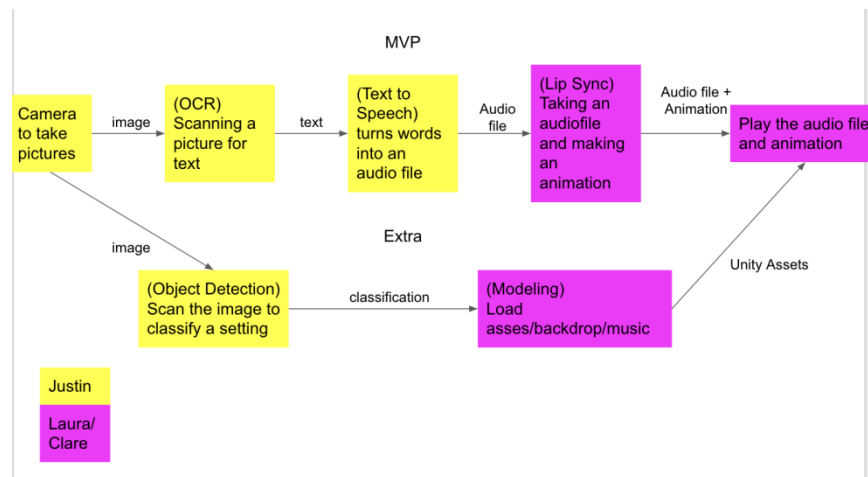 MVP
Camera
to take
pictures
image
(OCR)
Scanning a
picture for
text
text
(Text to
Speech)
turns words
into an
audio file
Audio
file
(Lip Sync)
Taking an
audiofile
and making
an
animation
Audio file +
Animation
Play the audio file
and animation
Extra
image
(Object Detection)
Scan the image to
classify a setting
classification
(Modeling)
Load
asses/backdrop/music
Unity Assets
Justin
Laura/
Clare